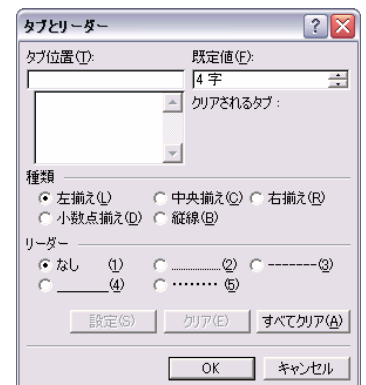 タブとリーダー
タブ位置(T): 既定値(F):
4 字
クリアされるタブ :
種類
左揃え(L) 中央揃え(C) 右揃え(R)
小数点揃え(D) 縦線(B)
リーダー
なし (1) ..........(2) -------(3)
______(4) ········ (5)
設定(S) クリア(E) すべてクリア(A)
OK キャンセル